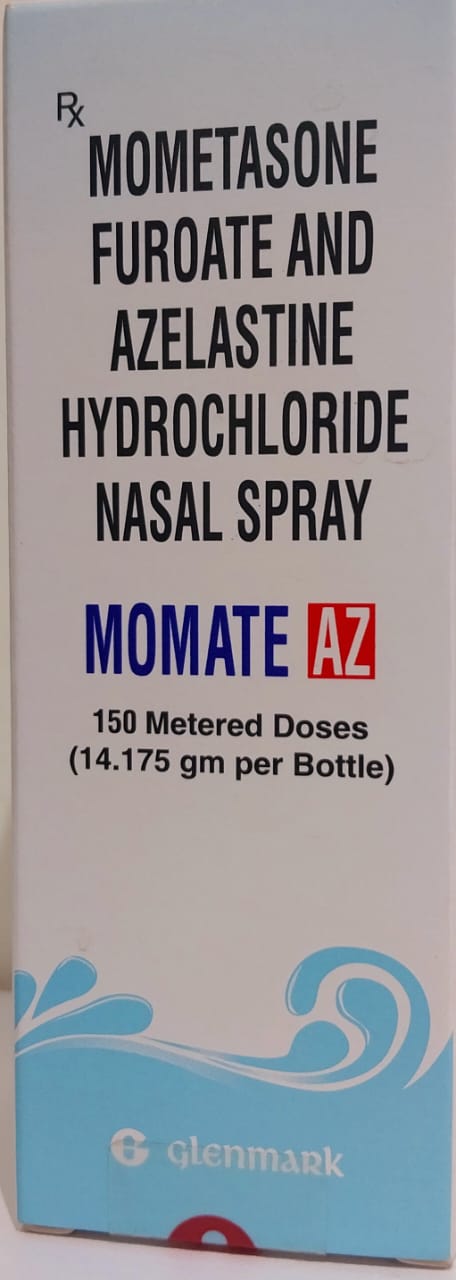 Rx
MOMETASONE
FUROATE AND
AZELASTINE
HYDROCHLORIDE
NASAL SPRAY
MOMATE AZ
150 Metered Doses
(14.175 gm per Bottle)
G glenmark